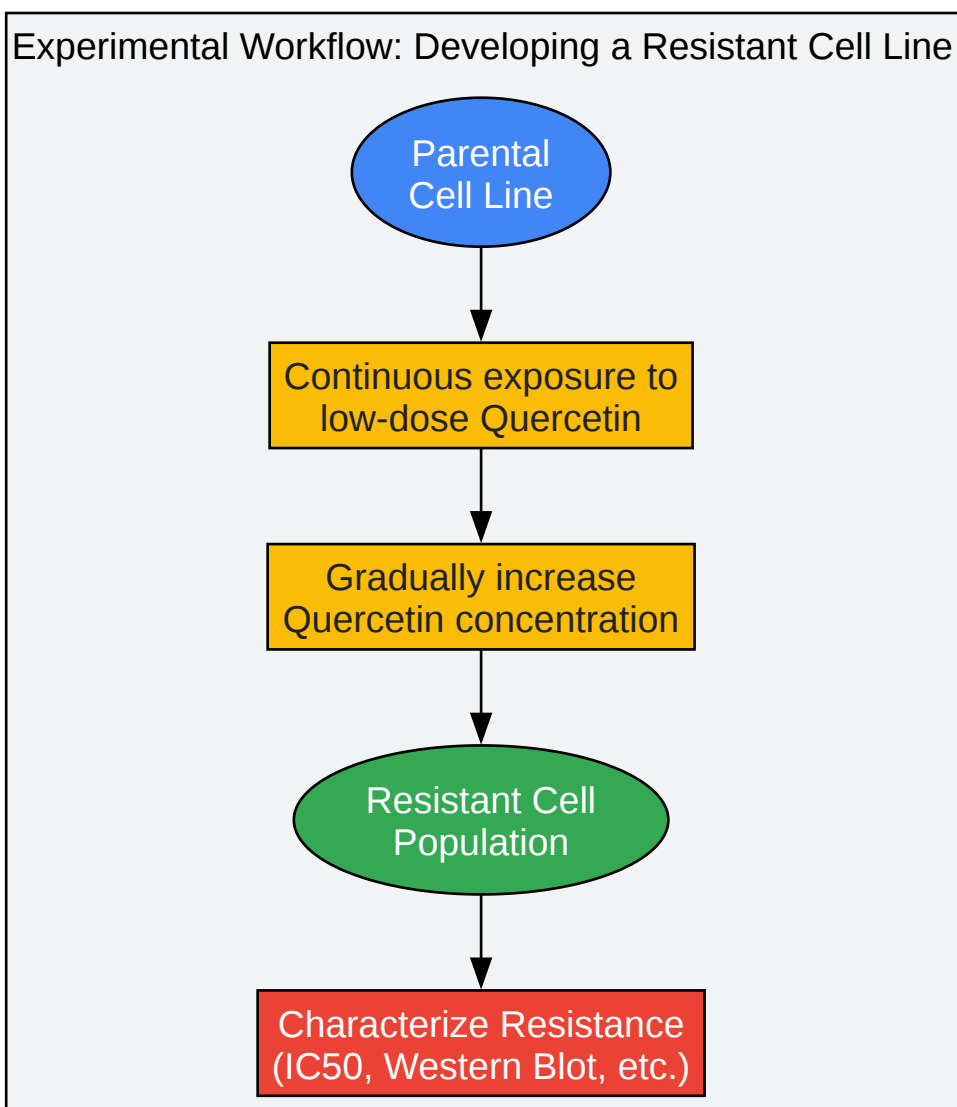 Experimental Workflow: Developing a Resistant Cell Line
Parental
Cell Line
Continuous exposure to
low-dose Quercetin
Gradually increase
Quercetin concentration
Resistant Cell
Population
Characterize Resistance
(IC50, Western Blot, etc.)